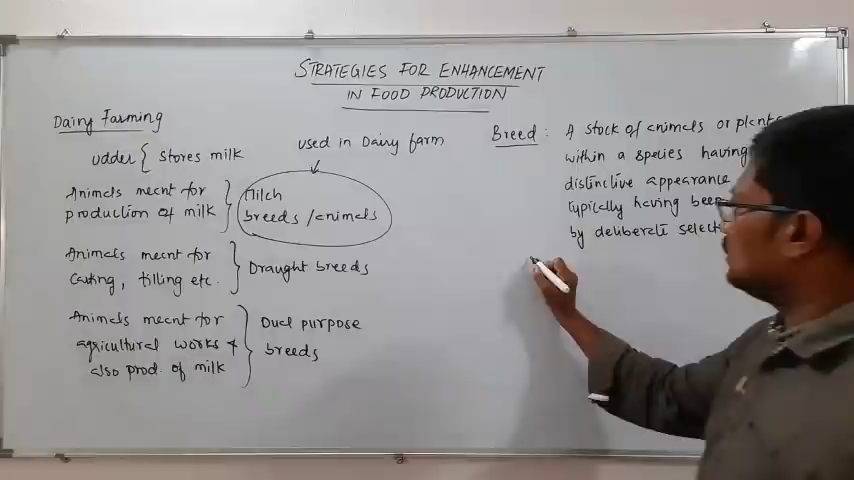 STRATEGIES FOR ENHANCEMENT
IN FOOD PRODUCTION
Dairy Farming
udder { stores milk
Animals meant for
production of milk }
used in Dairy farm
Milch
breeds / animals
Animals meant for
carting, tilling etc. } Draught breeds
Animals meant for
agricultural works &
also prod. of milk }
Dual purpose
breeds
Breed : A stock of animals or plants
within a species having
distinctive appearance
typically having been
by deliberate